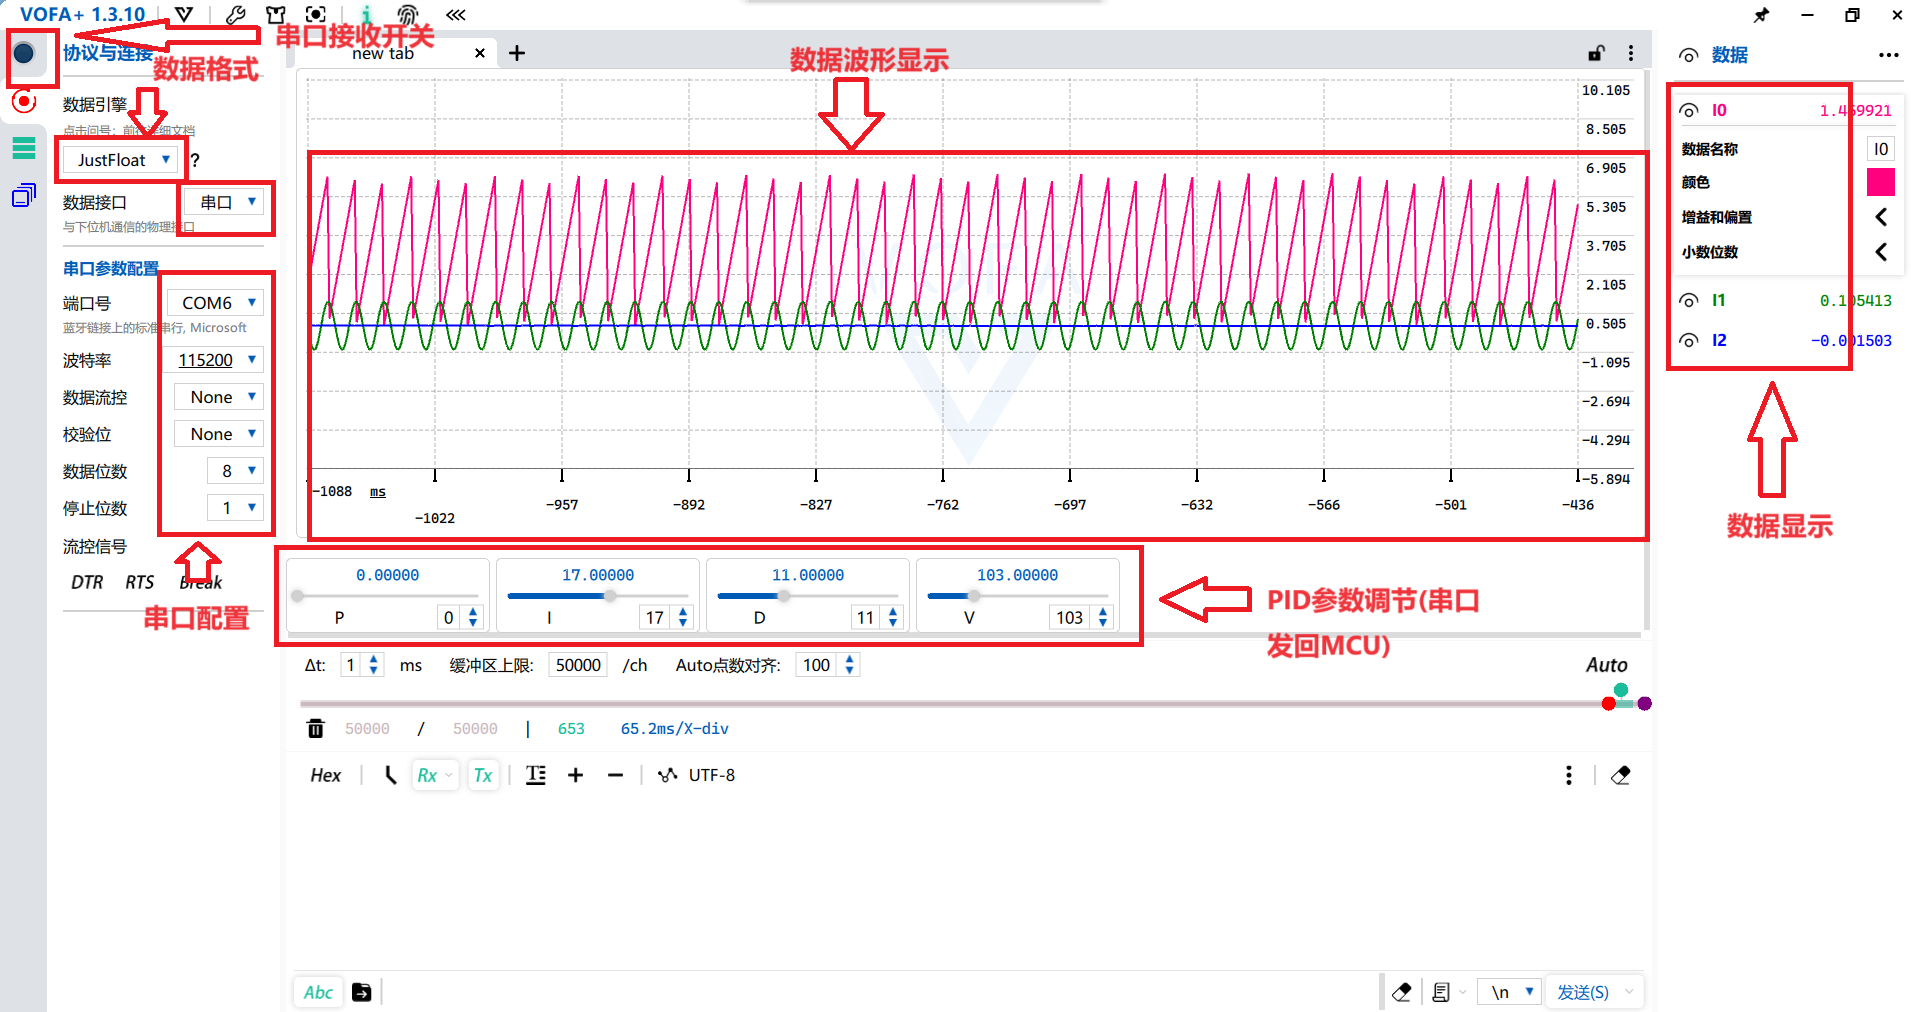 VOFA+ 1.3.10
串口接收开关
协议与连接
数据格式
数据引擎
点击问号：前往详细文档
JustFloat
?
数据接口
串口
与下位机通信的物理接口
串口参数配置
端口号
COM6
蓝牙链接上的标准串行, Microsoft
波特率
115200
数据流控
None
校验位
None
数据位数
8
停止位数
1
流控信号
DTR RTS Break
串口配置
new tab
数据波形显示
10.105
8.505
6.905
5.305
3.705
2.105
0.505
-1.095
-2.694
-4.294
-5.894
-1088 ms
-1022
-957
-892
-827
-762
-697
-632
-566
-501
-436
0.00000
P
0
17.00000
I
17
11.00000
D
11
103.00000
V
103
PID参数调节(串口
发回MCU)
Δt: 1 ms 缓冲区上限: 50000 /ch Auto点数对齐: 100
Auto
50000 / 50000 | 653 65.2ms/X-div
Hex
Rx
Tx
UTF-8
Abc
\n
发送(S)
数据
I0 1.469921
数据名称 I0
颜色
增益和偏置
小数位数
I1 0.105413
I2 -0.001503
数据显示